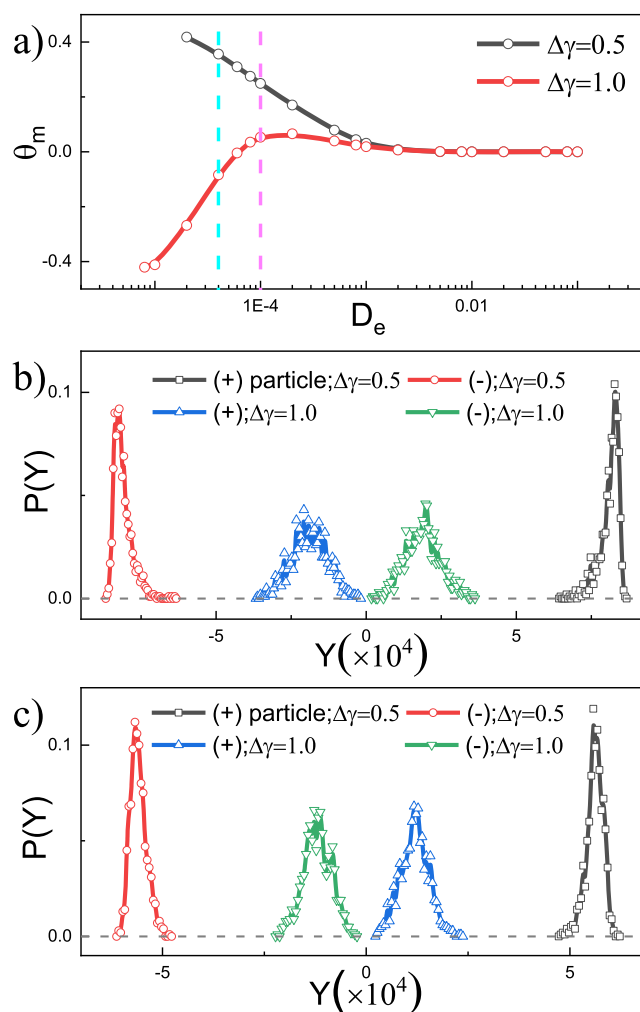 a)
0.4
Δγ=0.5
Δγ=1.0
θm
0.0
-0.4
1E-4
0.01
De
b)
0.1
(+) particle;Δγ=0.5
(-);Δγ=0.5
(+);Δγ=1.0
(-);Δγ=1.0
P(Y)
0.0
-5
0
5
Y(×10⁴)
c)
(+) particle;Δγ=0.5
(-);Δγ=0.5
(+);Δγ=1.0
(-);Δγ=1.0
0.1
P(Y)
0.0
-5
0
5
Y(×10⁴)